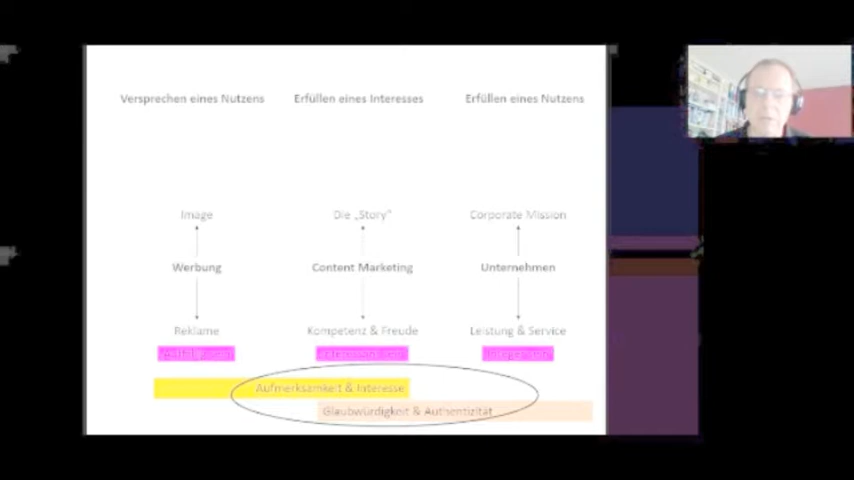 Versprechen eines Nutzens Erfüllen eines Interesses Erfüllen eines Nutzens
Image Die „Story" Corporate Mission
Werbung Content Marketing Unternehmen
Reklame Kompetenz & Freude Leistung & Service
Aufmerksamkeit & Interesse
Glaubwürdigkeit & Authentizität